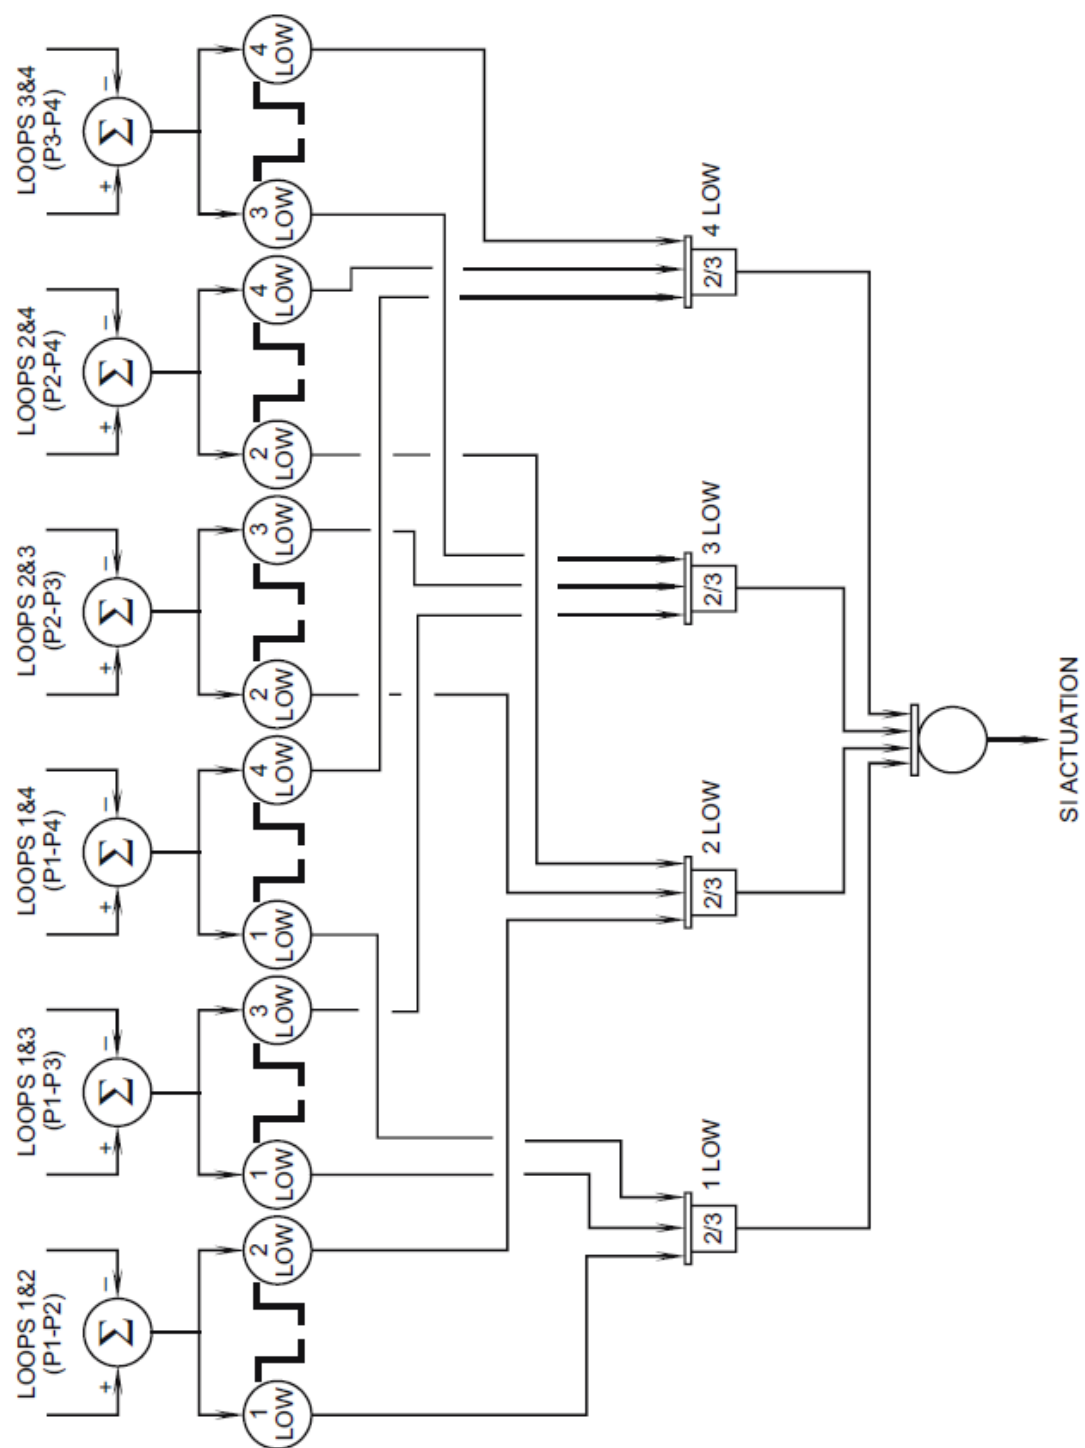 LOOPS 1&2
(P1-P2)
LOOPS 1&3
(P1-P3)
LOOPS 1&4
(P1-P4)
LOOPS 2&3
(P2-P3)
LOOPS 2&4
(P2-P4)
LOOPS 3&4
(P3-P4)
+ Σ −
+ Σ −
+ Σ −
+ Σ −
+ Σ −
+ Σ −
1
LOW
2
LOW
1
LOW
3
LOW
1
LOW
4
LOW
2
LOW
3
LOW
2
LOW
4
LOW
3
LOW
4
LOW
2/3
1 LOW
2/3
2 LOW
2/3
3 LOW
2/3
4 LOW
SI ACTUATION